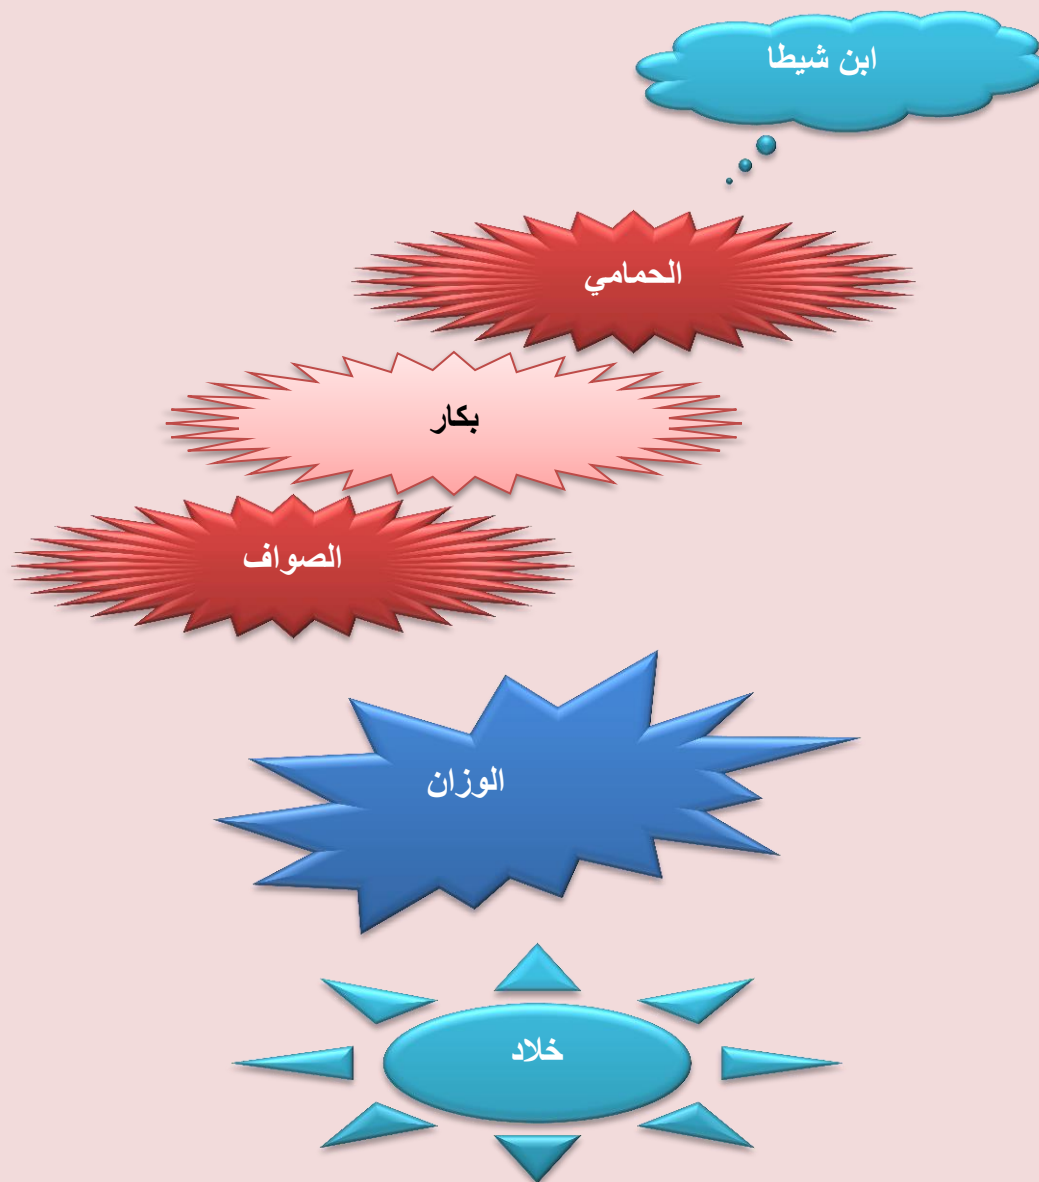 ابن شيطا
الحمامي
بكار
الصواف
الوزان
خلاد